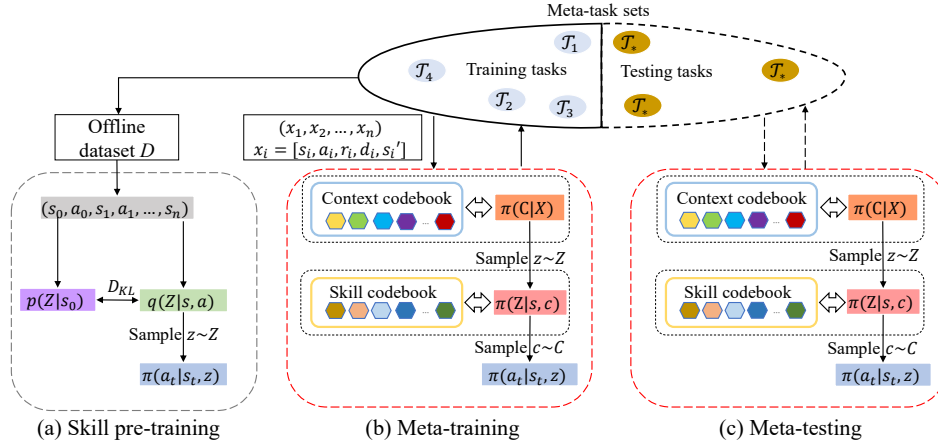 Meta-task sets
𝒯₁
𝒯₄
Training tasks
𝒯₂
𝒯₃
𝒯*
Testing tasks
𝒯*
𝒯*
Offline
dataset D
(x₁, x₂, ..., xₙ)
xᵢ = [sᵢ, aᵢ, rᵢ, dᵢ, sᵢ′]
(s₀, a₀, s₁, a₁, ..., sₙ)
p(Z|s₀)
D_KL
q(Z|s, a)
Sample z~Z
π(aₜ|sₜ, z)
(a) Skill pre-training
Context codebook
...
π(C|X)
Sample z~Z
Skill codebook
...
π(Z|s, c)
Sample c~C
π(aₜ|sₜ, z)
(b) Meta-training
Context codebook
...
π(C|X)
Sample z~Z
Skill codebook
...
π(Z|s, c)
Sample c~C
π(aₜ|sₜ, z)
(c) Meta-testing